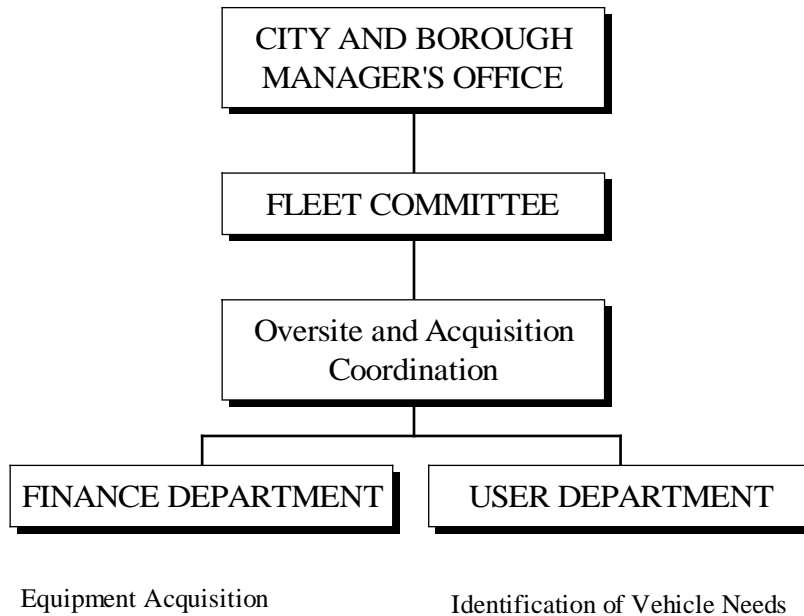 CITY AND BOROUGH
MANAGER'S OFFICE
FLEET COMMITTEE
Oversite and Acquisition
Coordination
FINANCE DEPARTMENT
USER DEPARTMENT
Equipment Acquisition
Identification of Vehicle Needs